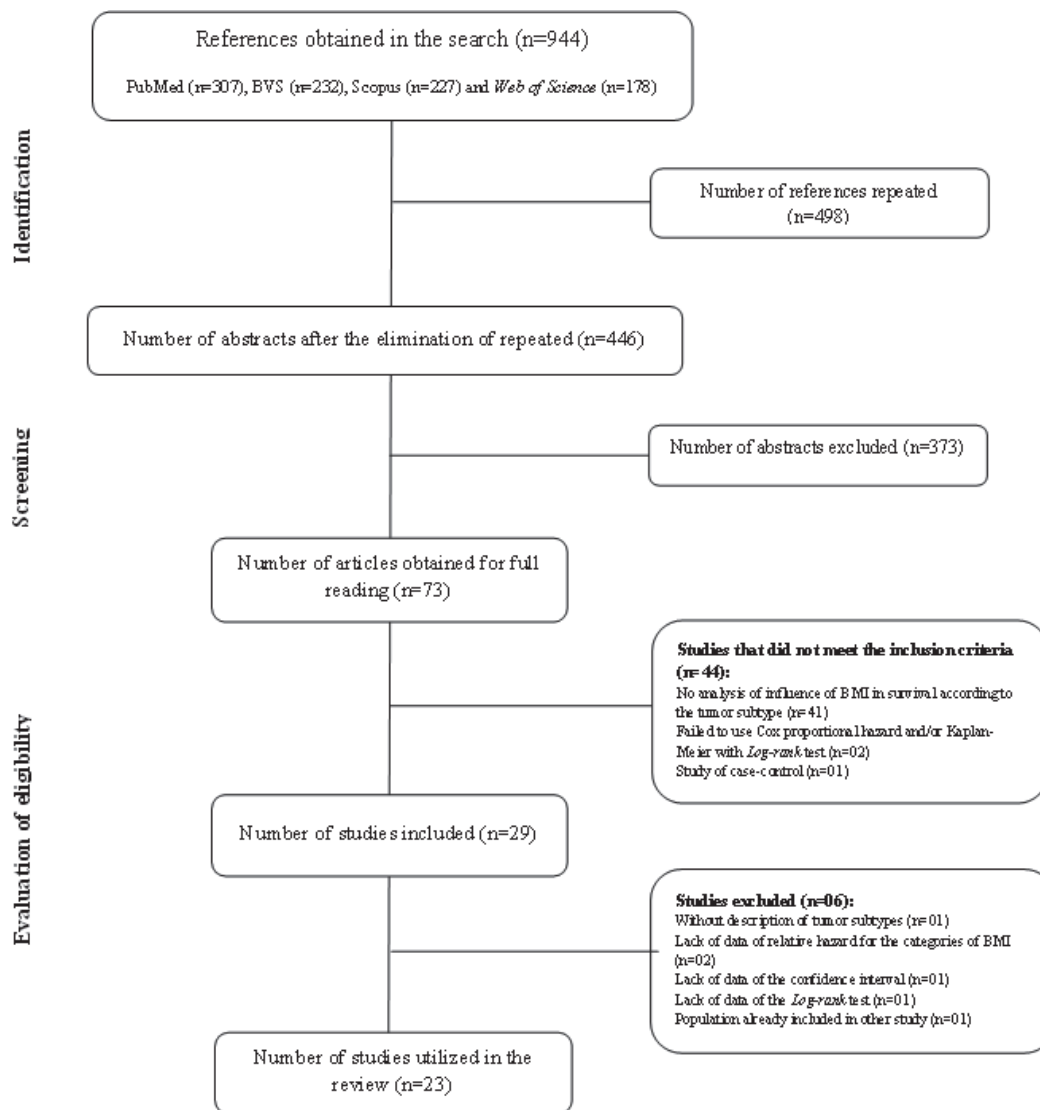 References obtained in the search (n=944)
PubMed (n=307), BVS (n=232), Scopus (n=227) and Web of Science (n=178)
Identification
Number of references repeated
(n=498)
Number of abstracts after the elimination of repeated (n=446)
Screening
Number of abstracts excluded (n=373)
Number of articles obtained for full
reading (n=73)
Evaluation of eligibility
Studies that did not meet the inclusion criteria
(n=44):
No analysis of influence of BMI in survival according to
the tumor subtype (n=41)
Failed to use Cox proportional hazard and/or Kaplan-
Meier with Log-rank test (n=02)
Study of case-control (n=01)
Number of studies included (n=29)
Studies excluded (n=06):
Without description of tumor subtypes (n=01)
Lack of data of relative hazard for the categories of BMI
(n=02)
Lack of data of the confidence interval (n=01)
Lack of data of the Log-rank test (n=01)
Population already included in other study (n=01)
Number of studies utilized in the
review (n=23)